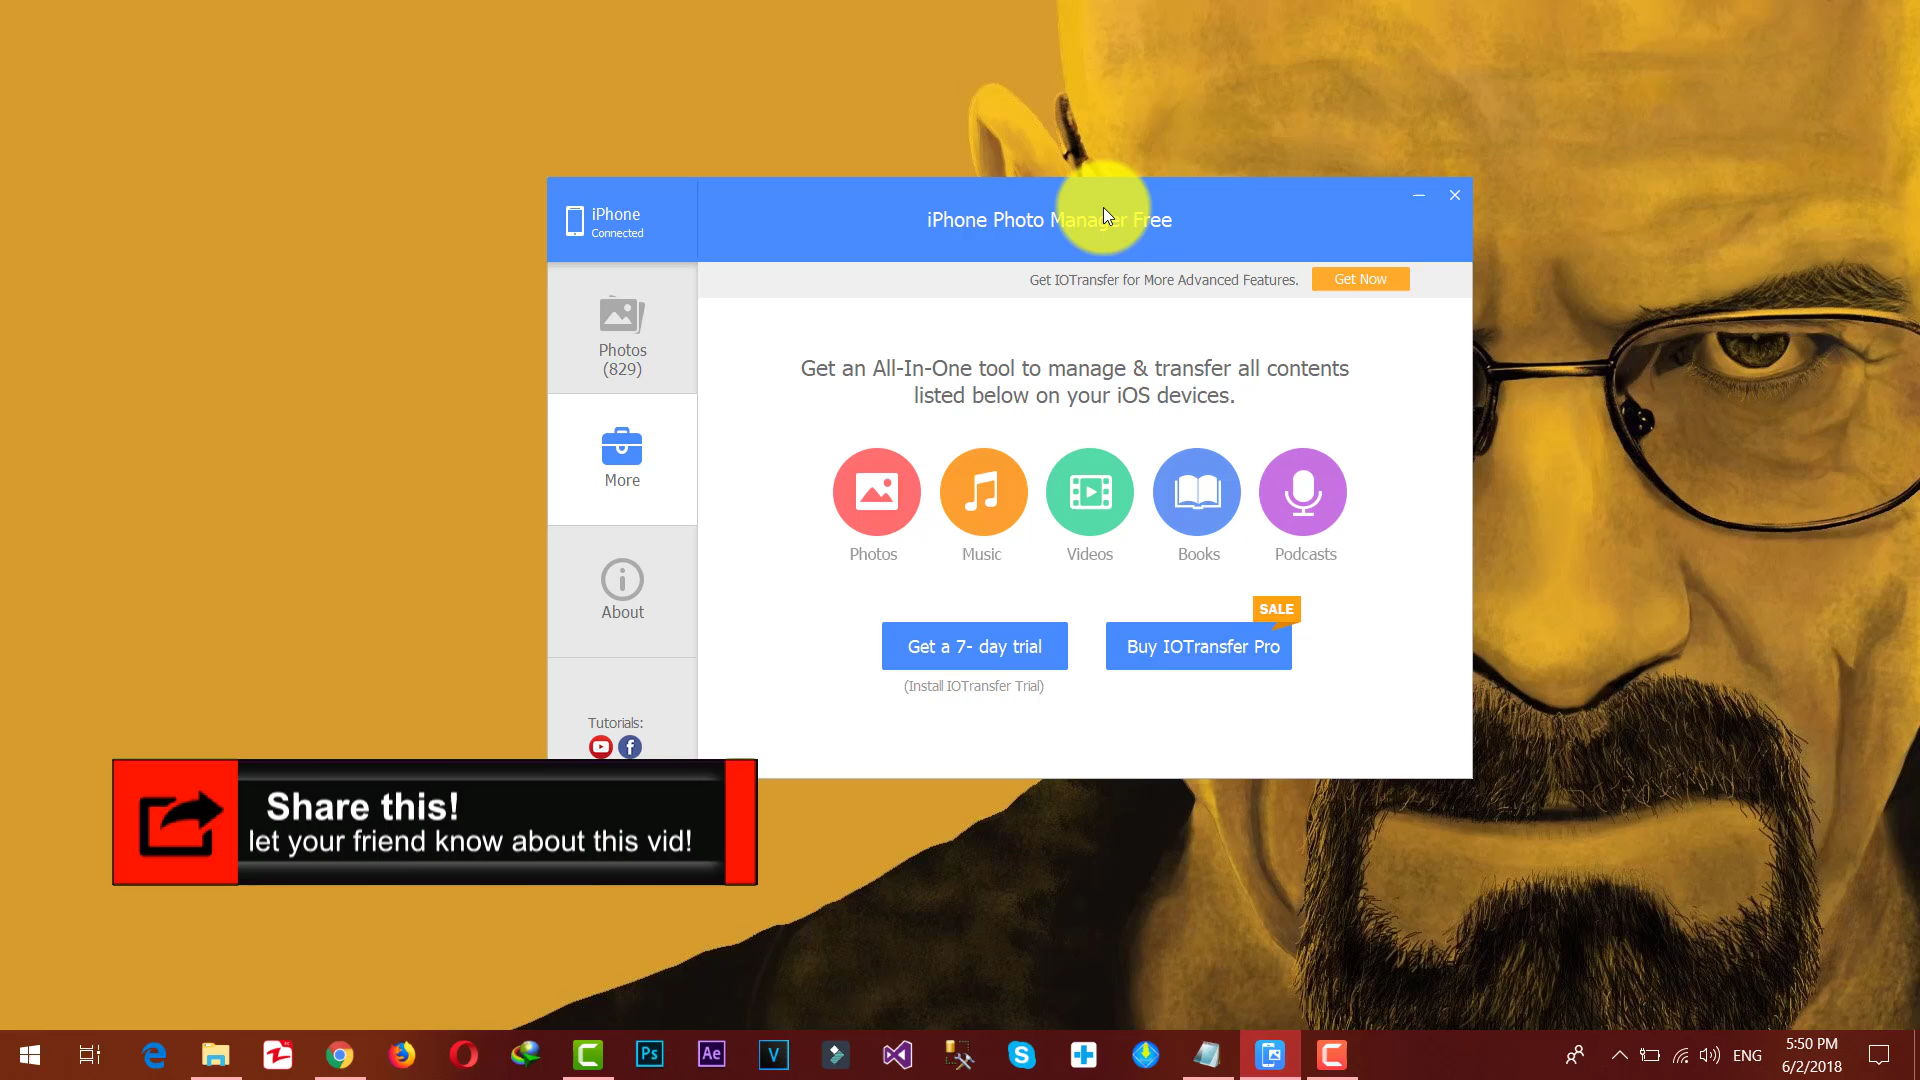 iPhone
Connected
iPhone Photo Manager Free
Get IOTransfer for More Advanced Features.
Get Now
Photos
(829)
More
About
Tutorials:
Get an All-In-One tool to manage & transfer all contents
listed below on your iOS devices.
Photos
Music
Videos
Books
Podcasts
SALE
Get a 7- day trial
Buy IOTransfer Pro
(Install IOTransfer Trial)
Share this!
let your friend know about this vid!
Ps
Ae
V
ENG
5:50 PM
6/2/2018